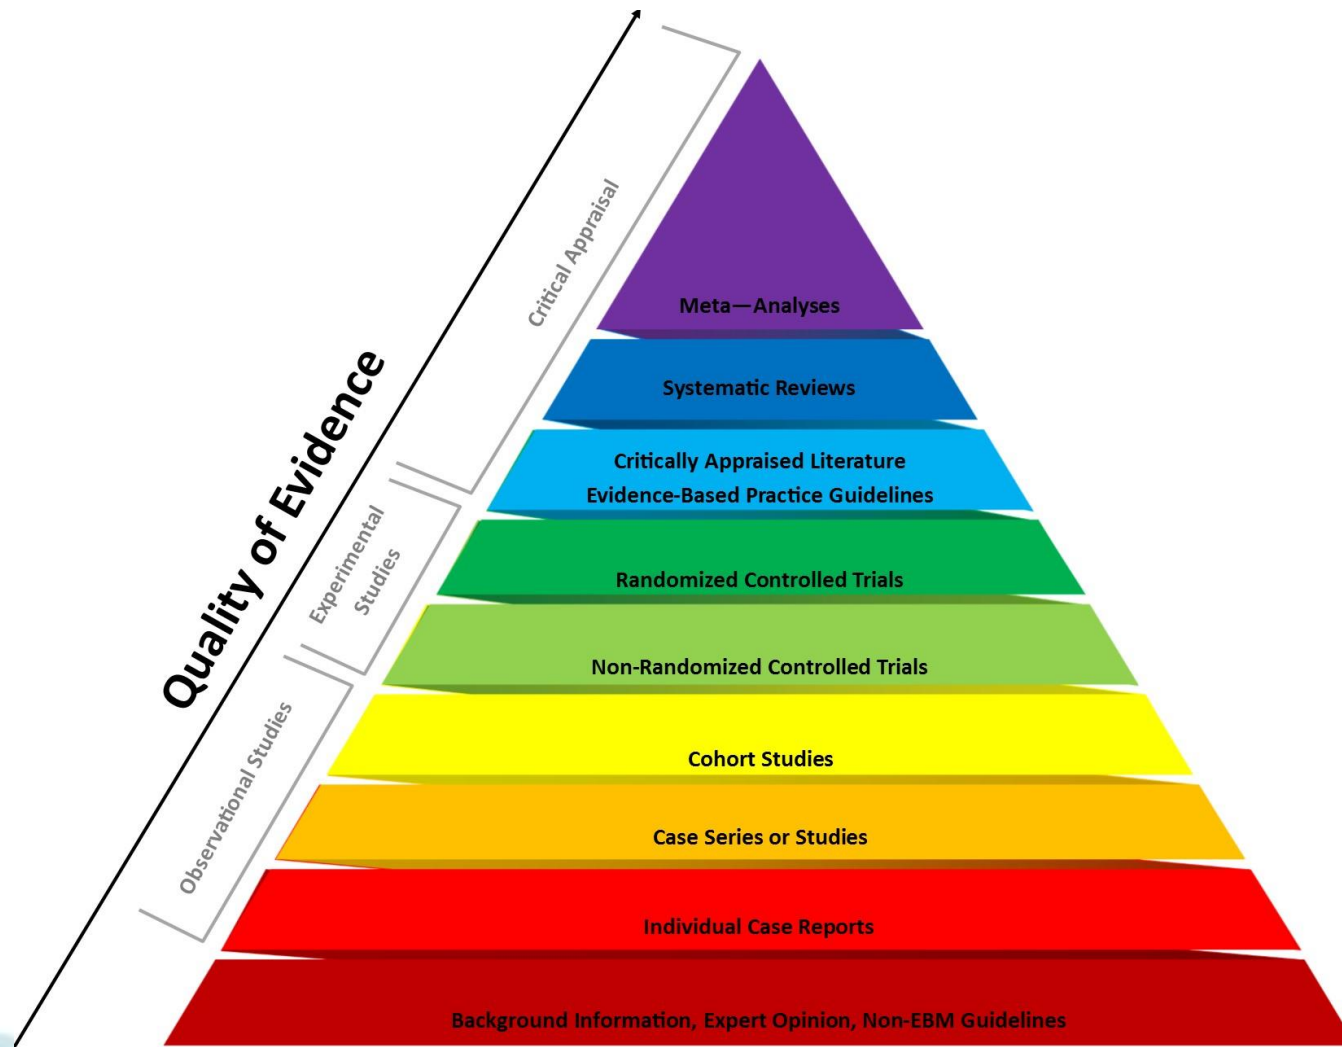 Quality of Evidence
Critical Appraisal
Experimental
Studies
Observational Studies
Meta—Analyses
Systematic Reviews
Critically Appraised Literature
Evidence-Based Practice Guidelines
Randomized Controlled Trials
Non-Randomized Controlled Trials
Cohort Studies
Case Series or Studies
Individual Case Reports
Background Information, Expert Opinion, Non-EBM Guidelines